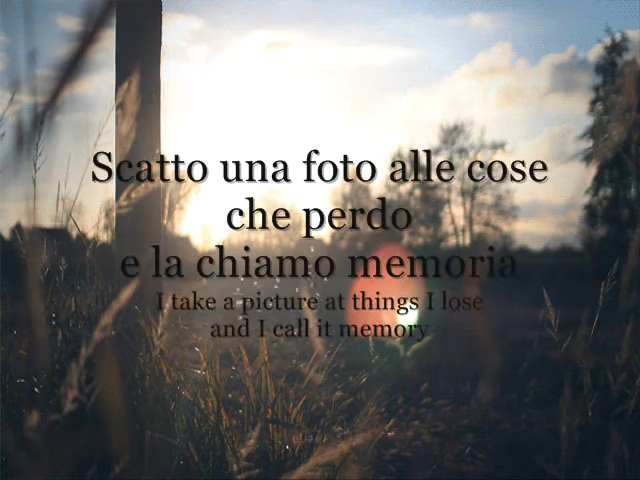 Scatto una foto alle cose
che perdo
e la chiamo memoria
I take a picture at things I lose
and I call it memory